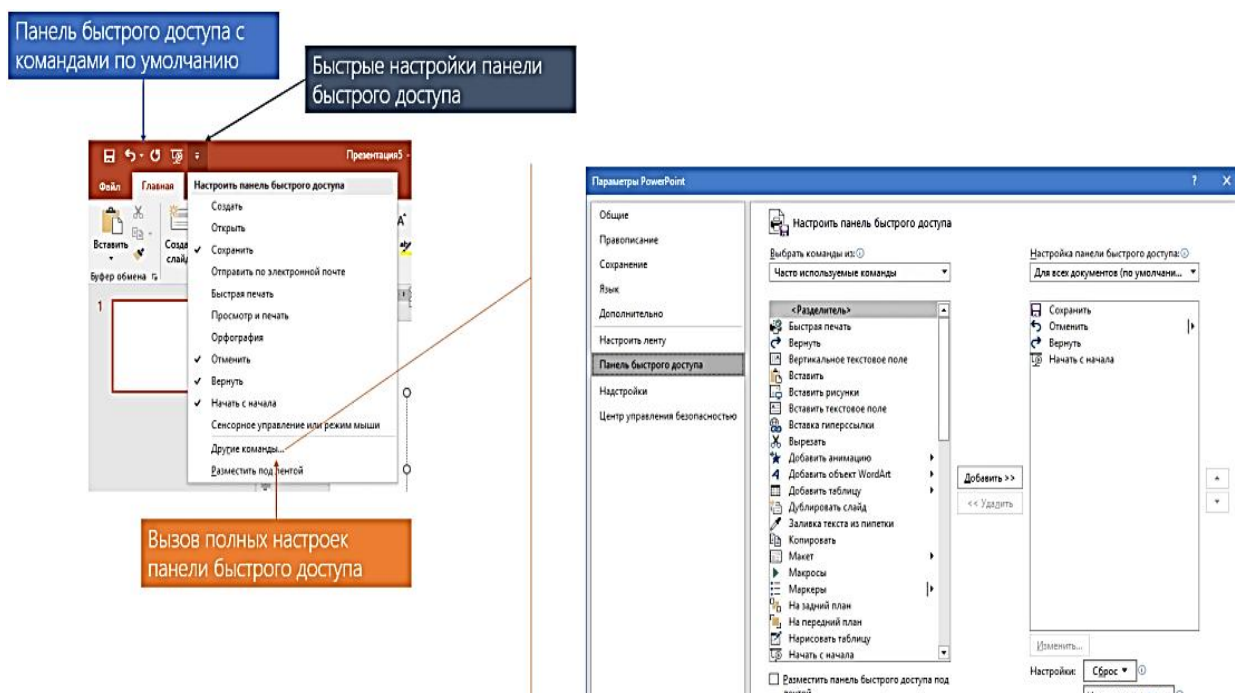 Панель быстрого доступа с
командами по умолчанию
Быстрые настройки панели
быстрого доступа
Презентация5 -
Файл
Главная
Настроить панель быстрого доступа
Создать
Открыть
Сохранить
Отправить по электронной почте
Быстрая печать
Просмотр и печать
Орфография
Отменить
Вернуть
Начать с начала
Сенсорное управление или режим мыши
Другие команды...
Разместить под лентой
Вставить
Созда
слайд
Буфер обмена
1
Вызов полных настроек
панели быстрого доступа
Параметры PowerPoint
? X
Общие
Правописание
Сохранение
Язык
Дополнительно
Настроить ленту
Панель быстрого доступа
Надстройки
Центр управления безопасностью
Настроить панель быстрого доступа
Выбрать команды из:
Часто используемые команды
<Разделитель>
Быстрая печать
Вернуть
Вертикальное текстовое поле
Вставить
Вставить рисунки
Вставить текстовое поле
Вставка гиперссылки
Вырезать
Добавить анимацию
Добавить объект WordArt
Добавить таблицу
Дублировать слайд
Заливка текста из пипетки
Копировать
Макет
Макросы
Маркеры
На задний план
На передний план
Нарисовать таблицу
Начать с начала
Разместить панель быстрого доступа под
Добавить >>
<< Удалить
Настройка панели быстрого доступа:
Для всех документов (по умолчани...
Сохранить
Отменить
Вернуть
Начать с начала
Изменить...
Настройки: Сброс